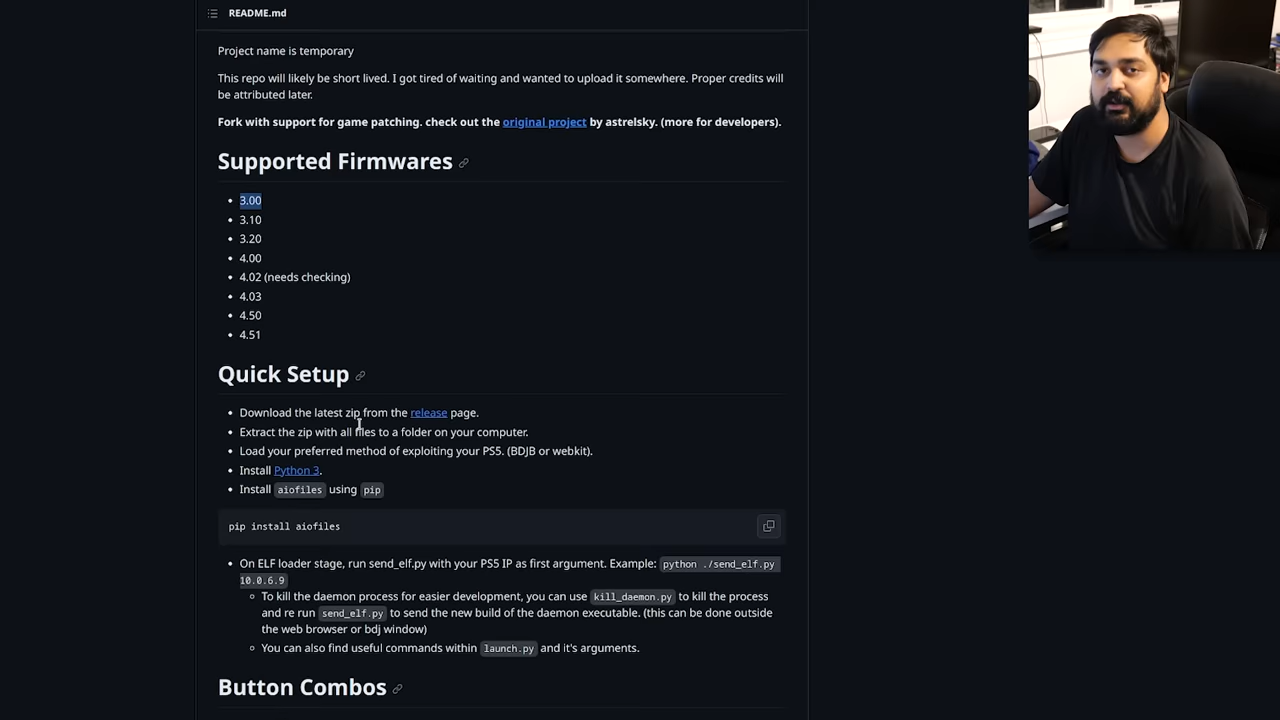 README.md
Project name is temporary
This repo will likely be short lived. I got tired of waiting and wanted to upload it somewhere. Proper credits will
be attributed later.
Fork with support for game patching. check out the original project by astrelsky. (more for developers).
Supported Firmwares
3.00
3.10
3.20
4.00
4.02 (needs checking)
4.03
4.50
4.51
Quick Setup
Download the latest zip from the release page.
Extract the zip with all files to a folder on your computer.
Load your preferred method of exploiting your PS5. (BDJB or webkit).
Install Python 3.
Install aiofiles using pip
pip install aiofiles
On ELF loader stage, run send_elf.py with your PS5 IP as first argument. Example: python ./send_elf.py
10.0.6.9
To kill the daemon process for easier development, you can use kill_daemon.py to kill the process
and re run send_elf.py to send the new build of the daemon executable. (this can be done outside
the web browser or bdj window)
You can also find useful commands within launch.py and it's arguments.
Button Combos